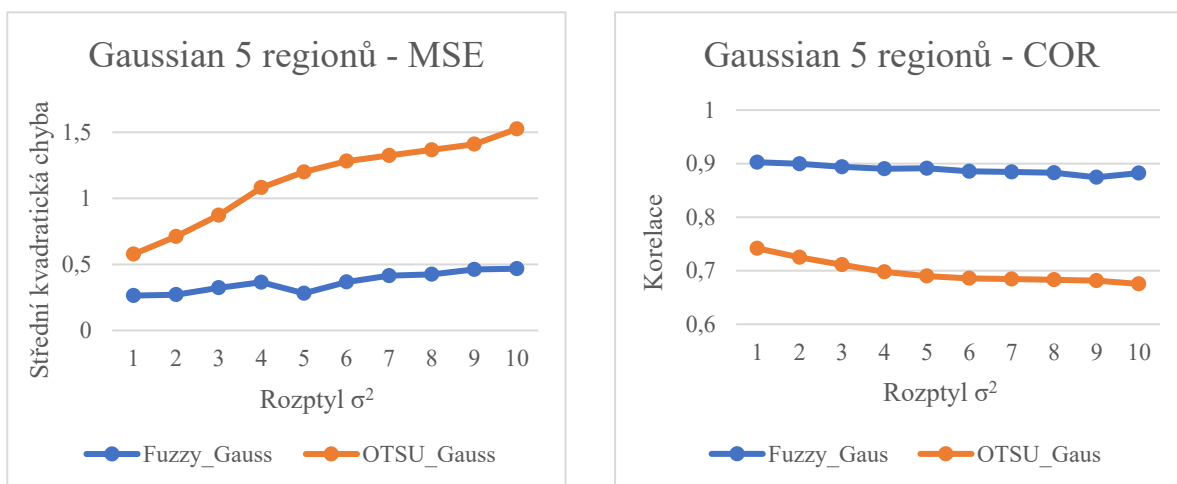 Gaussian 5 regionů - MSE
Střední kvadratická chyba
1,5
1
0,5
0
1 2 3 4 5 6 7 8 9 10
Rozptyl σ²
Fuzzy_Gauss OTSU_Gauss
Gaussian 5 regionů - COR
Korelace
1
0,9
0,8
0,7
0,6
1 2 3 4 5 6 7 8 9 10
Rozptyl σ²
Fuzzy_Gaus OTSU_Gaus